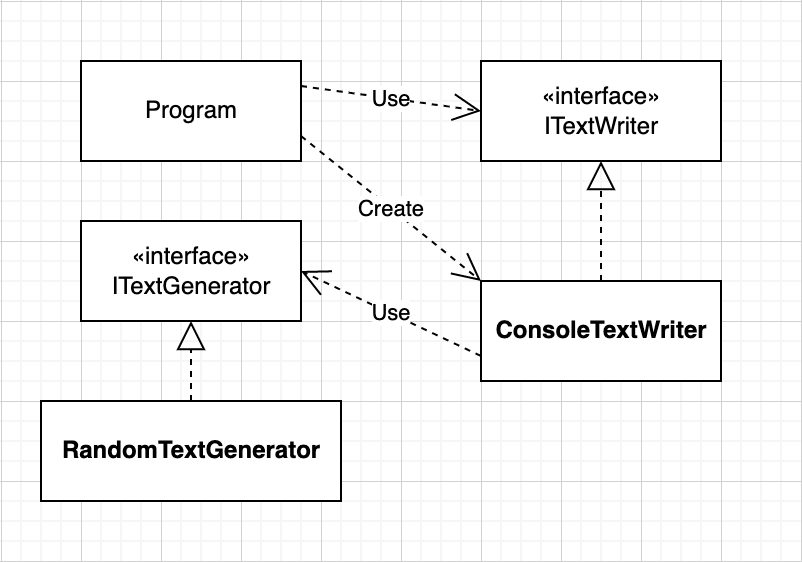 Program
Use
«interface»
ITextWriter
Create
«interface»
ITextGenerator
Use
ConsoleTextWriter
RandomTextGenerator